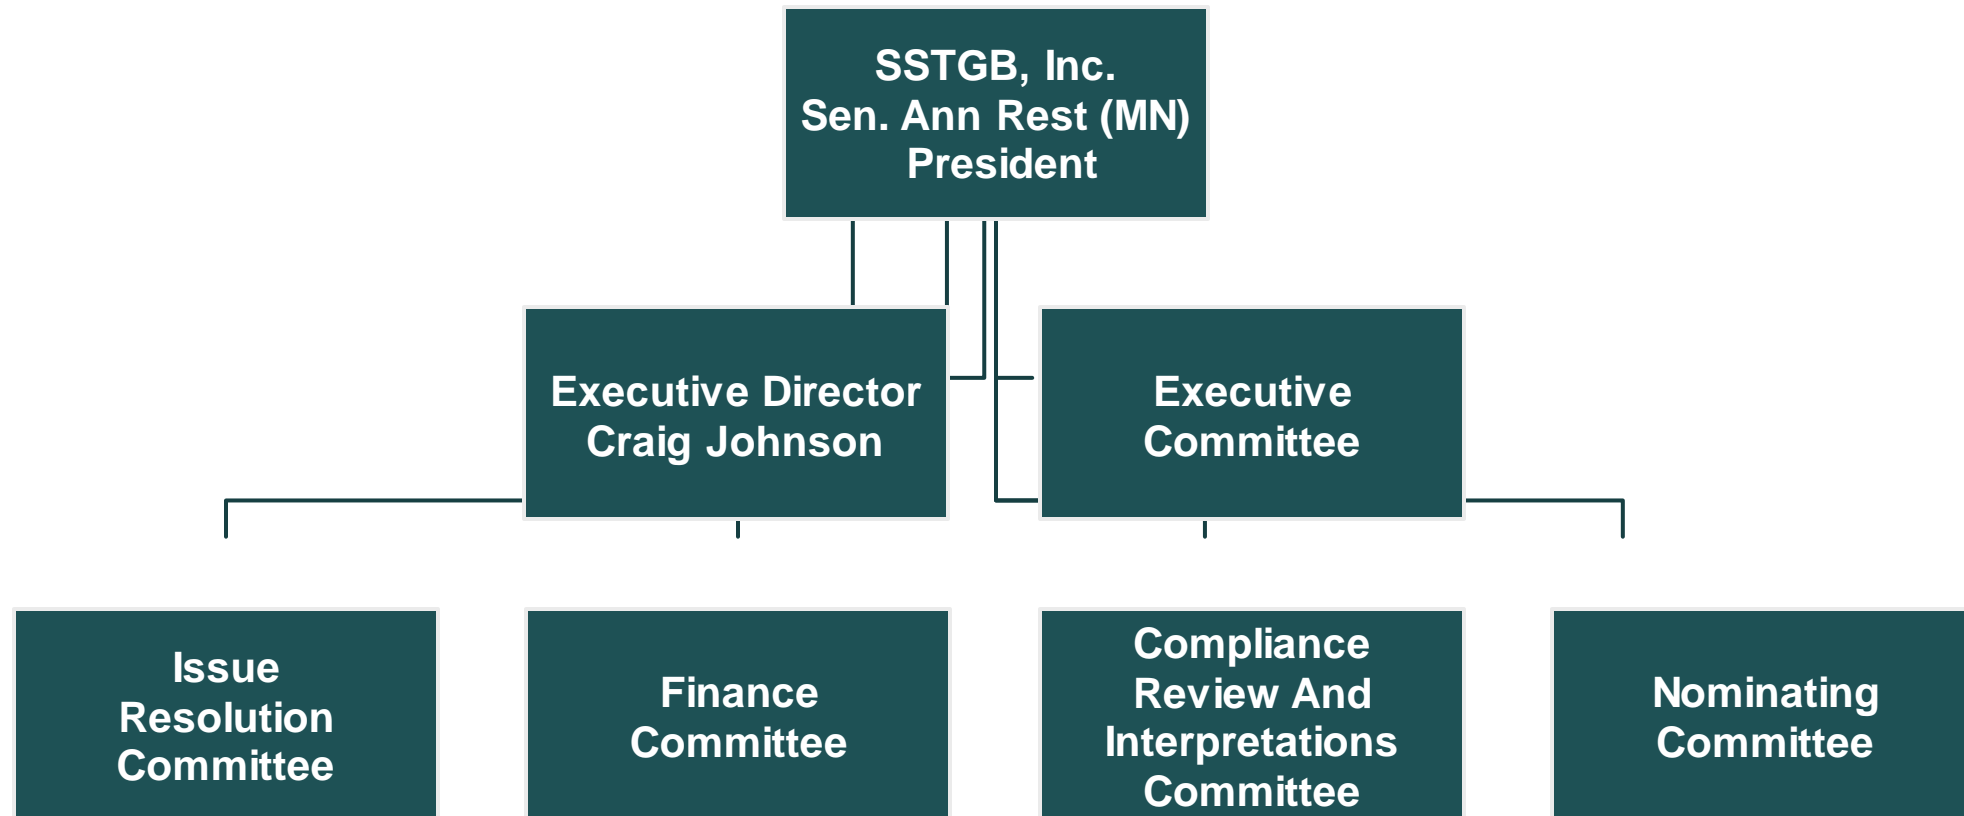 SSTGB, Inc.
Sen. Ann Rest (MN)
President
Executive Director
Craig Johnson
Executive
Committee
Issue
Resolution
Committee
Finance
Committee
Compliance
Review And
Interpretations
Committee
Nominating
Committee